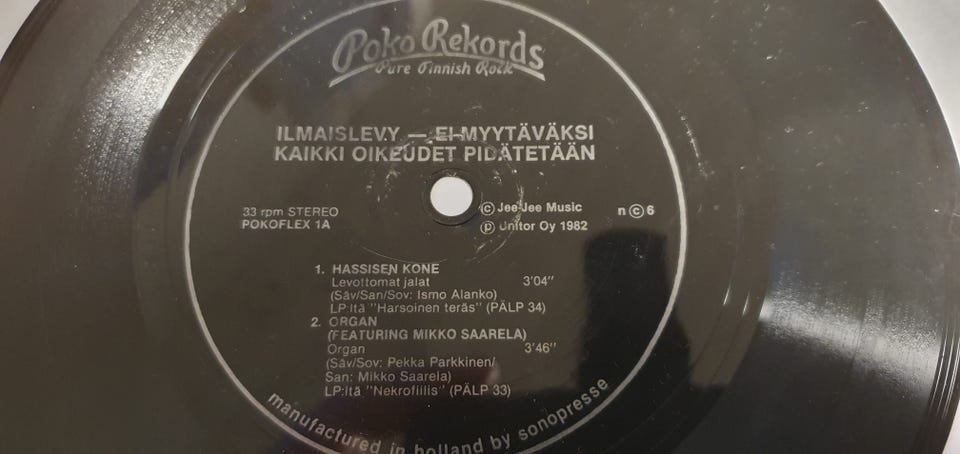 Poko Rekords
Pure Finnish Rock
ILMAISLEVY — EI-MYYTÄVÄKSI
KAIKKI OIKEUDET PIDÄTETÄÄN
33 rpm STEREO
POKOFLEX 1A
© Jee Jee Music
℗ Unitor Oy 1982
n © 6
1. HASSISEN KONE
Levottomat jalat 3'04"
(Säv/San/Sov: Ismo Alanko)
LP:ltä "Harsoinen teräs" (PÄLP 34)
2. ORGAN
(FEATURING MIKKO SAARELA)
Organ 3'46"
(Säv/Sov: Pekka Parkkinen/
San: Mikko Saarela)
LP:ltä "Nekrofiilis" (PÄLP 33)
manufactured in holland by sonopresse